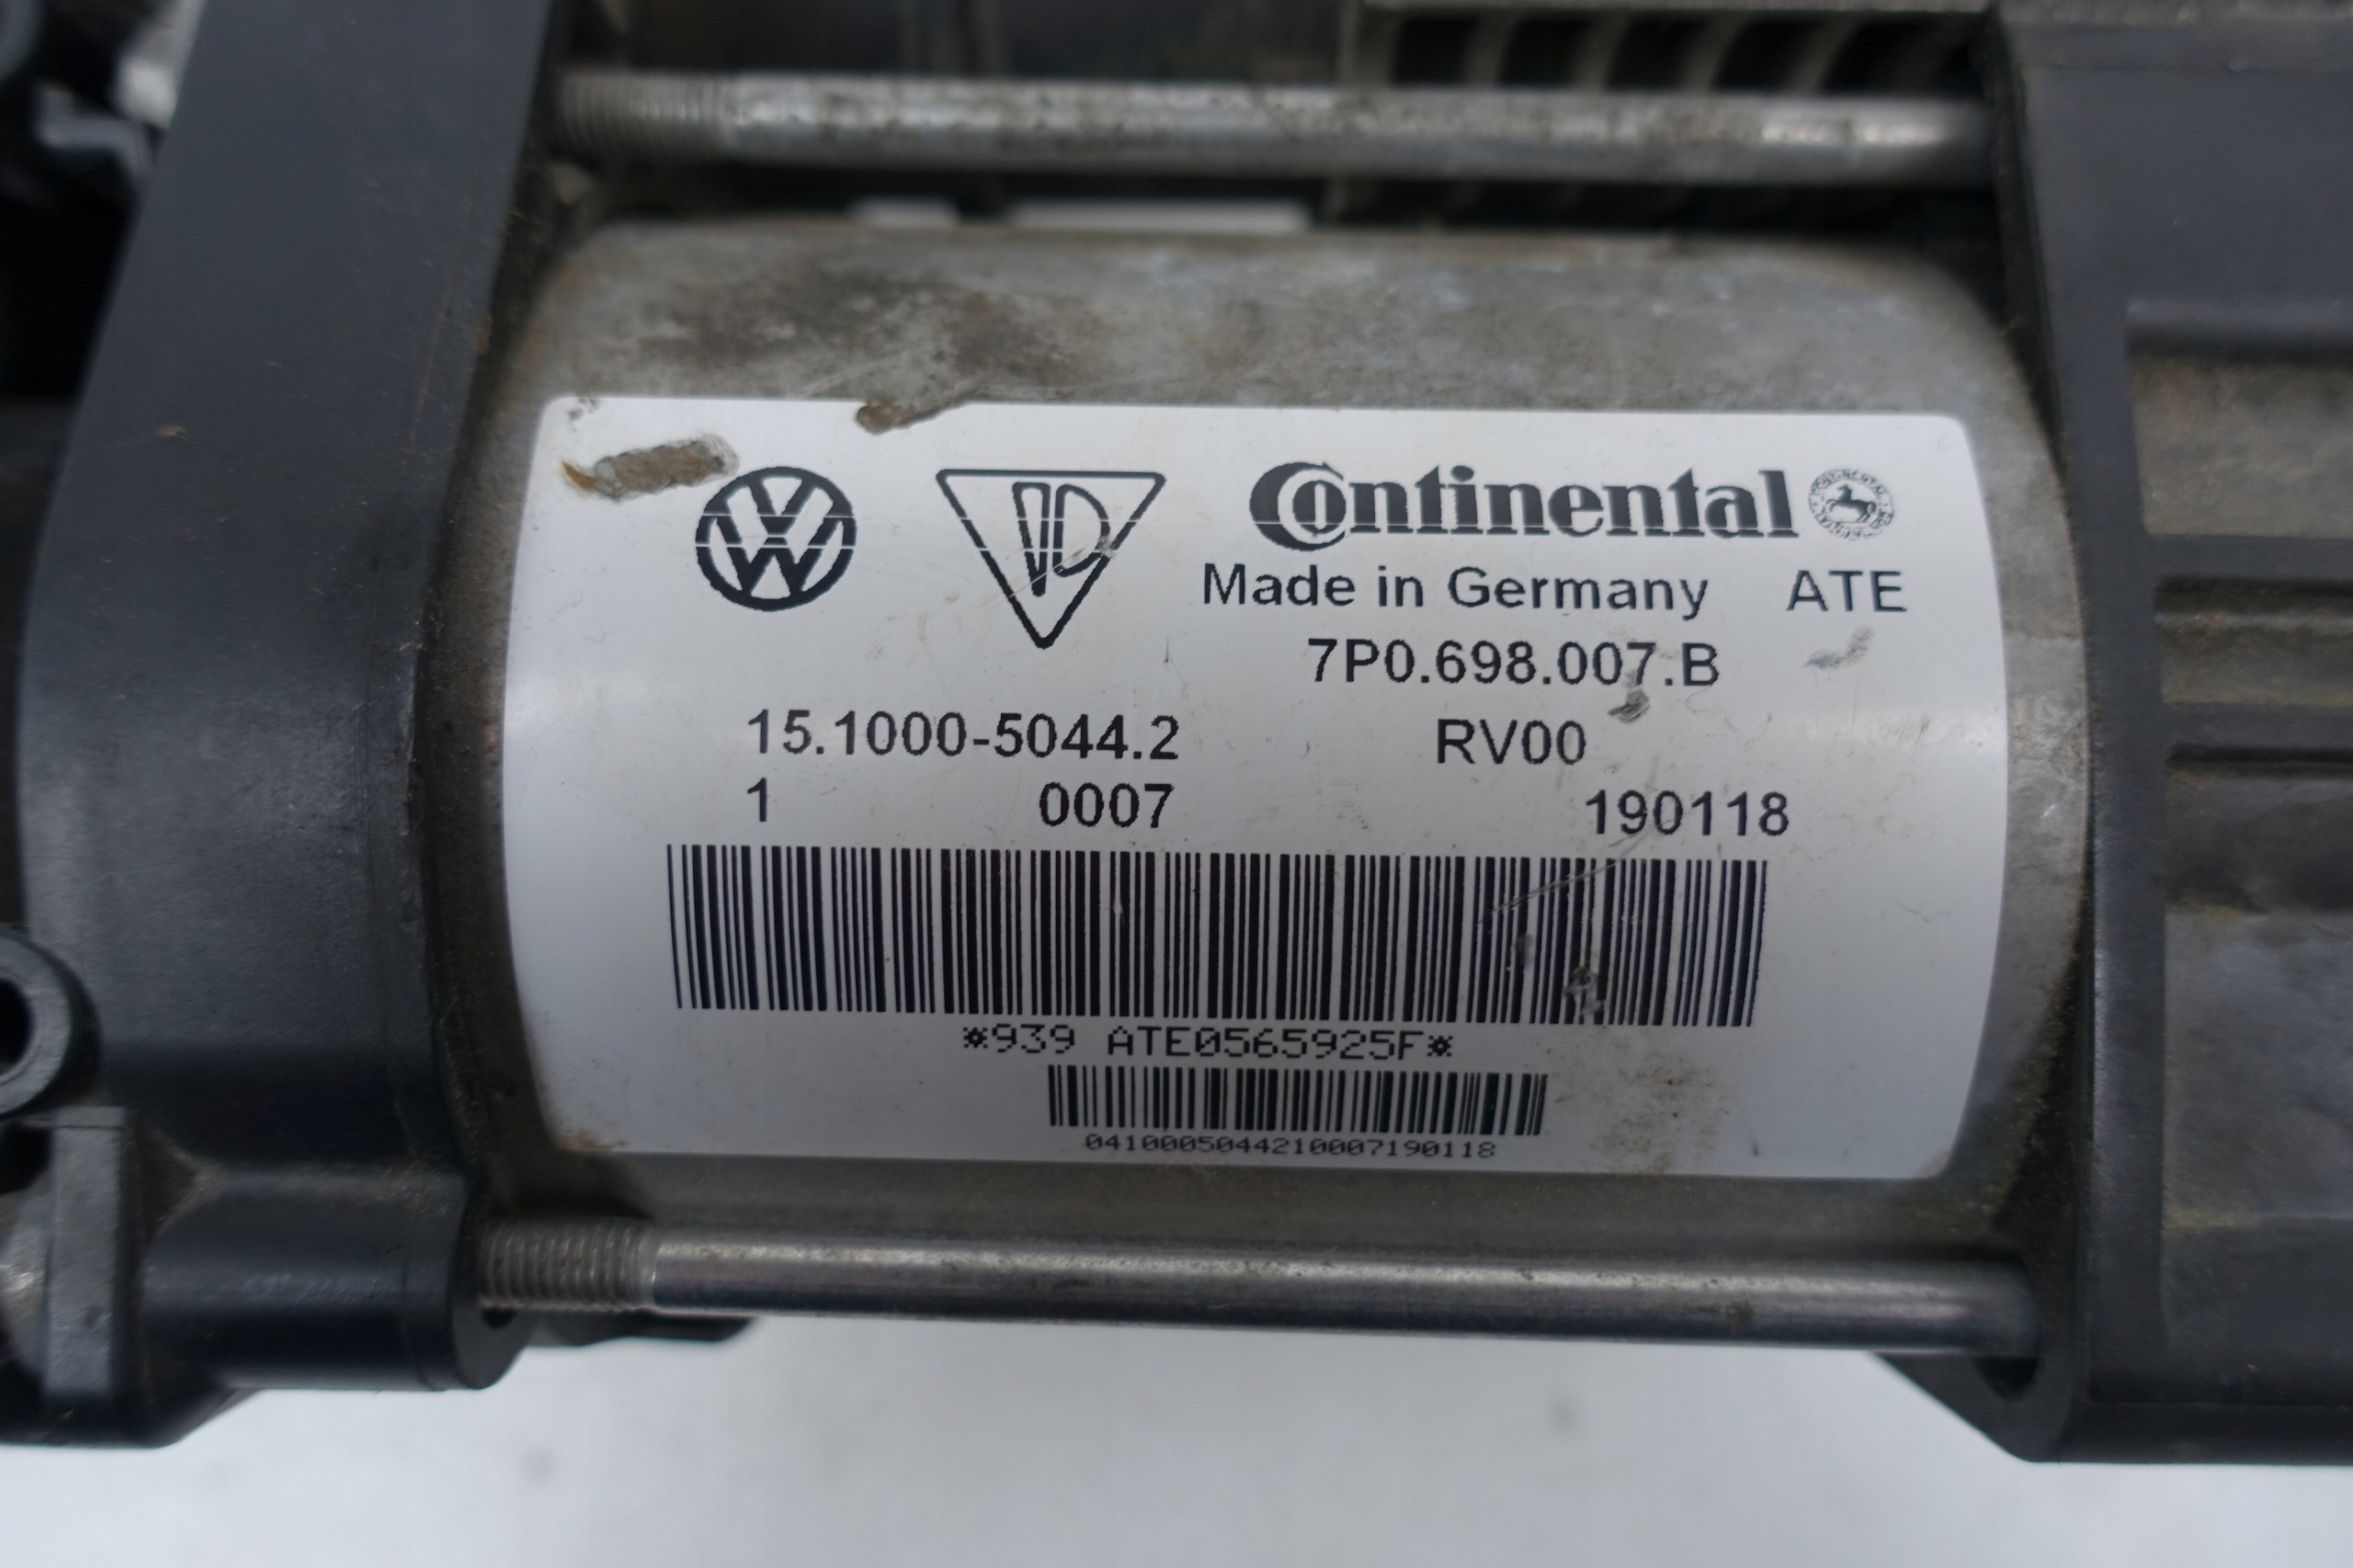 Continental
Made in Germany ATE
7P0.698.007.B
15.1000-5044.2 RV00
1 0007 190118
*939 ATE0565925F*
0410005044210007190118